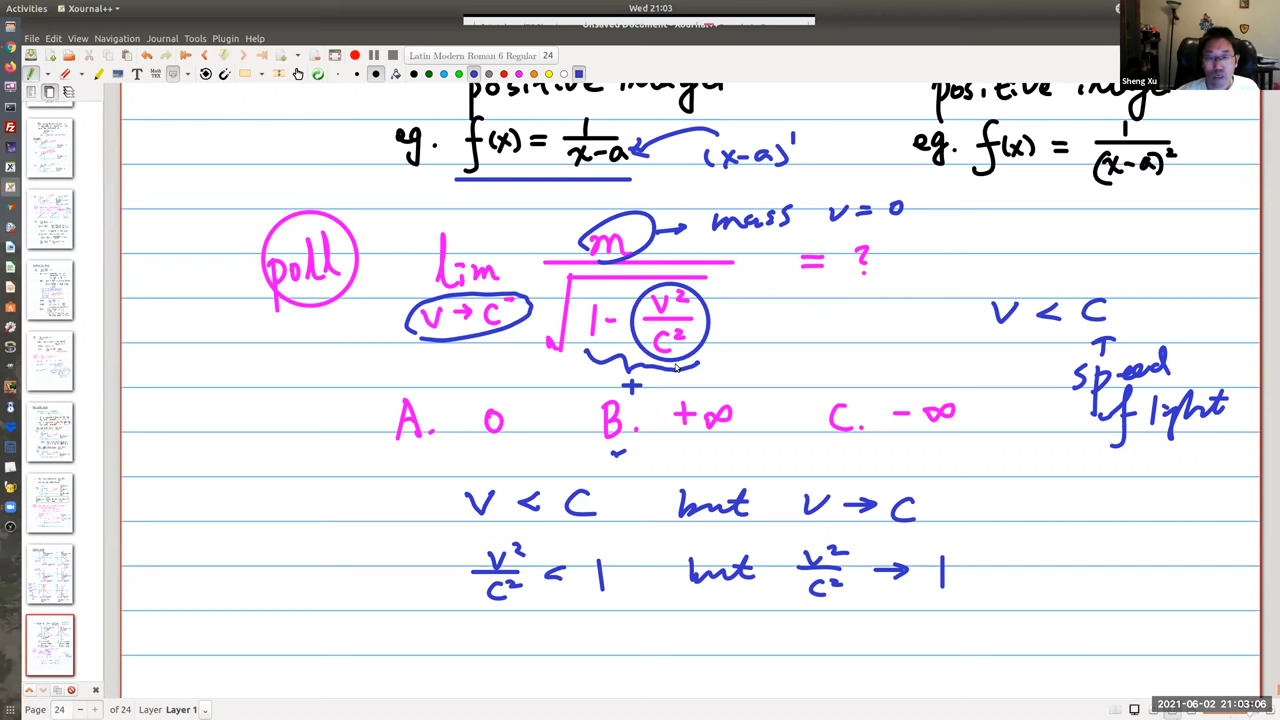 Activities Xournal++ Wed 21:03
Unsaved Document - Xournal++
File Edit View Navigation Journal Tools Plugin Help
Latin Modern Roman 6 Regular 24
Sheng Xu
positive integer positive integer
eg. f(x) = 1/(x-a) (x-a)^1 eg. f(x) = 1/(x-a)^2
poll lim v→c⁻ m/√(1 - v²/c²) = ? m → mass v = 0
+
v < c
↑
speed
of light
A. 0 B. +∞ C. -∞
v < c but v → c
v²/c² < 1 but v²/c² → 1
Page 24 of 24 Layer Layer 1
2021-06-02 21:03:06